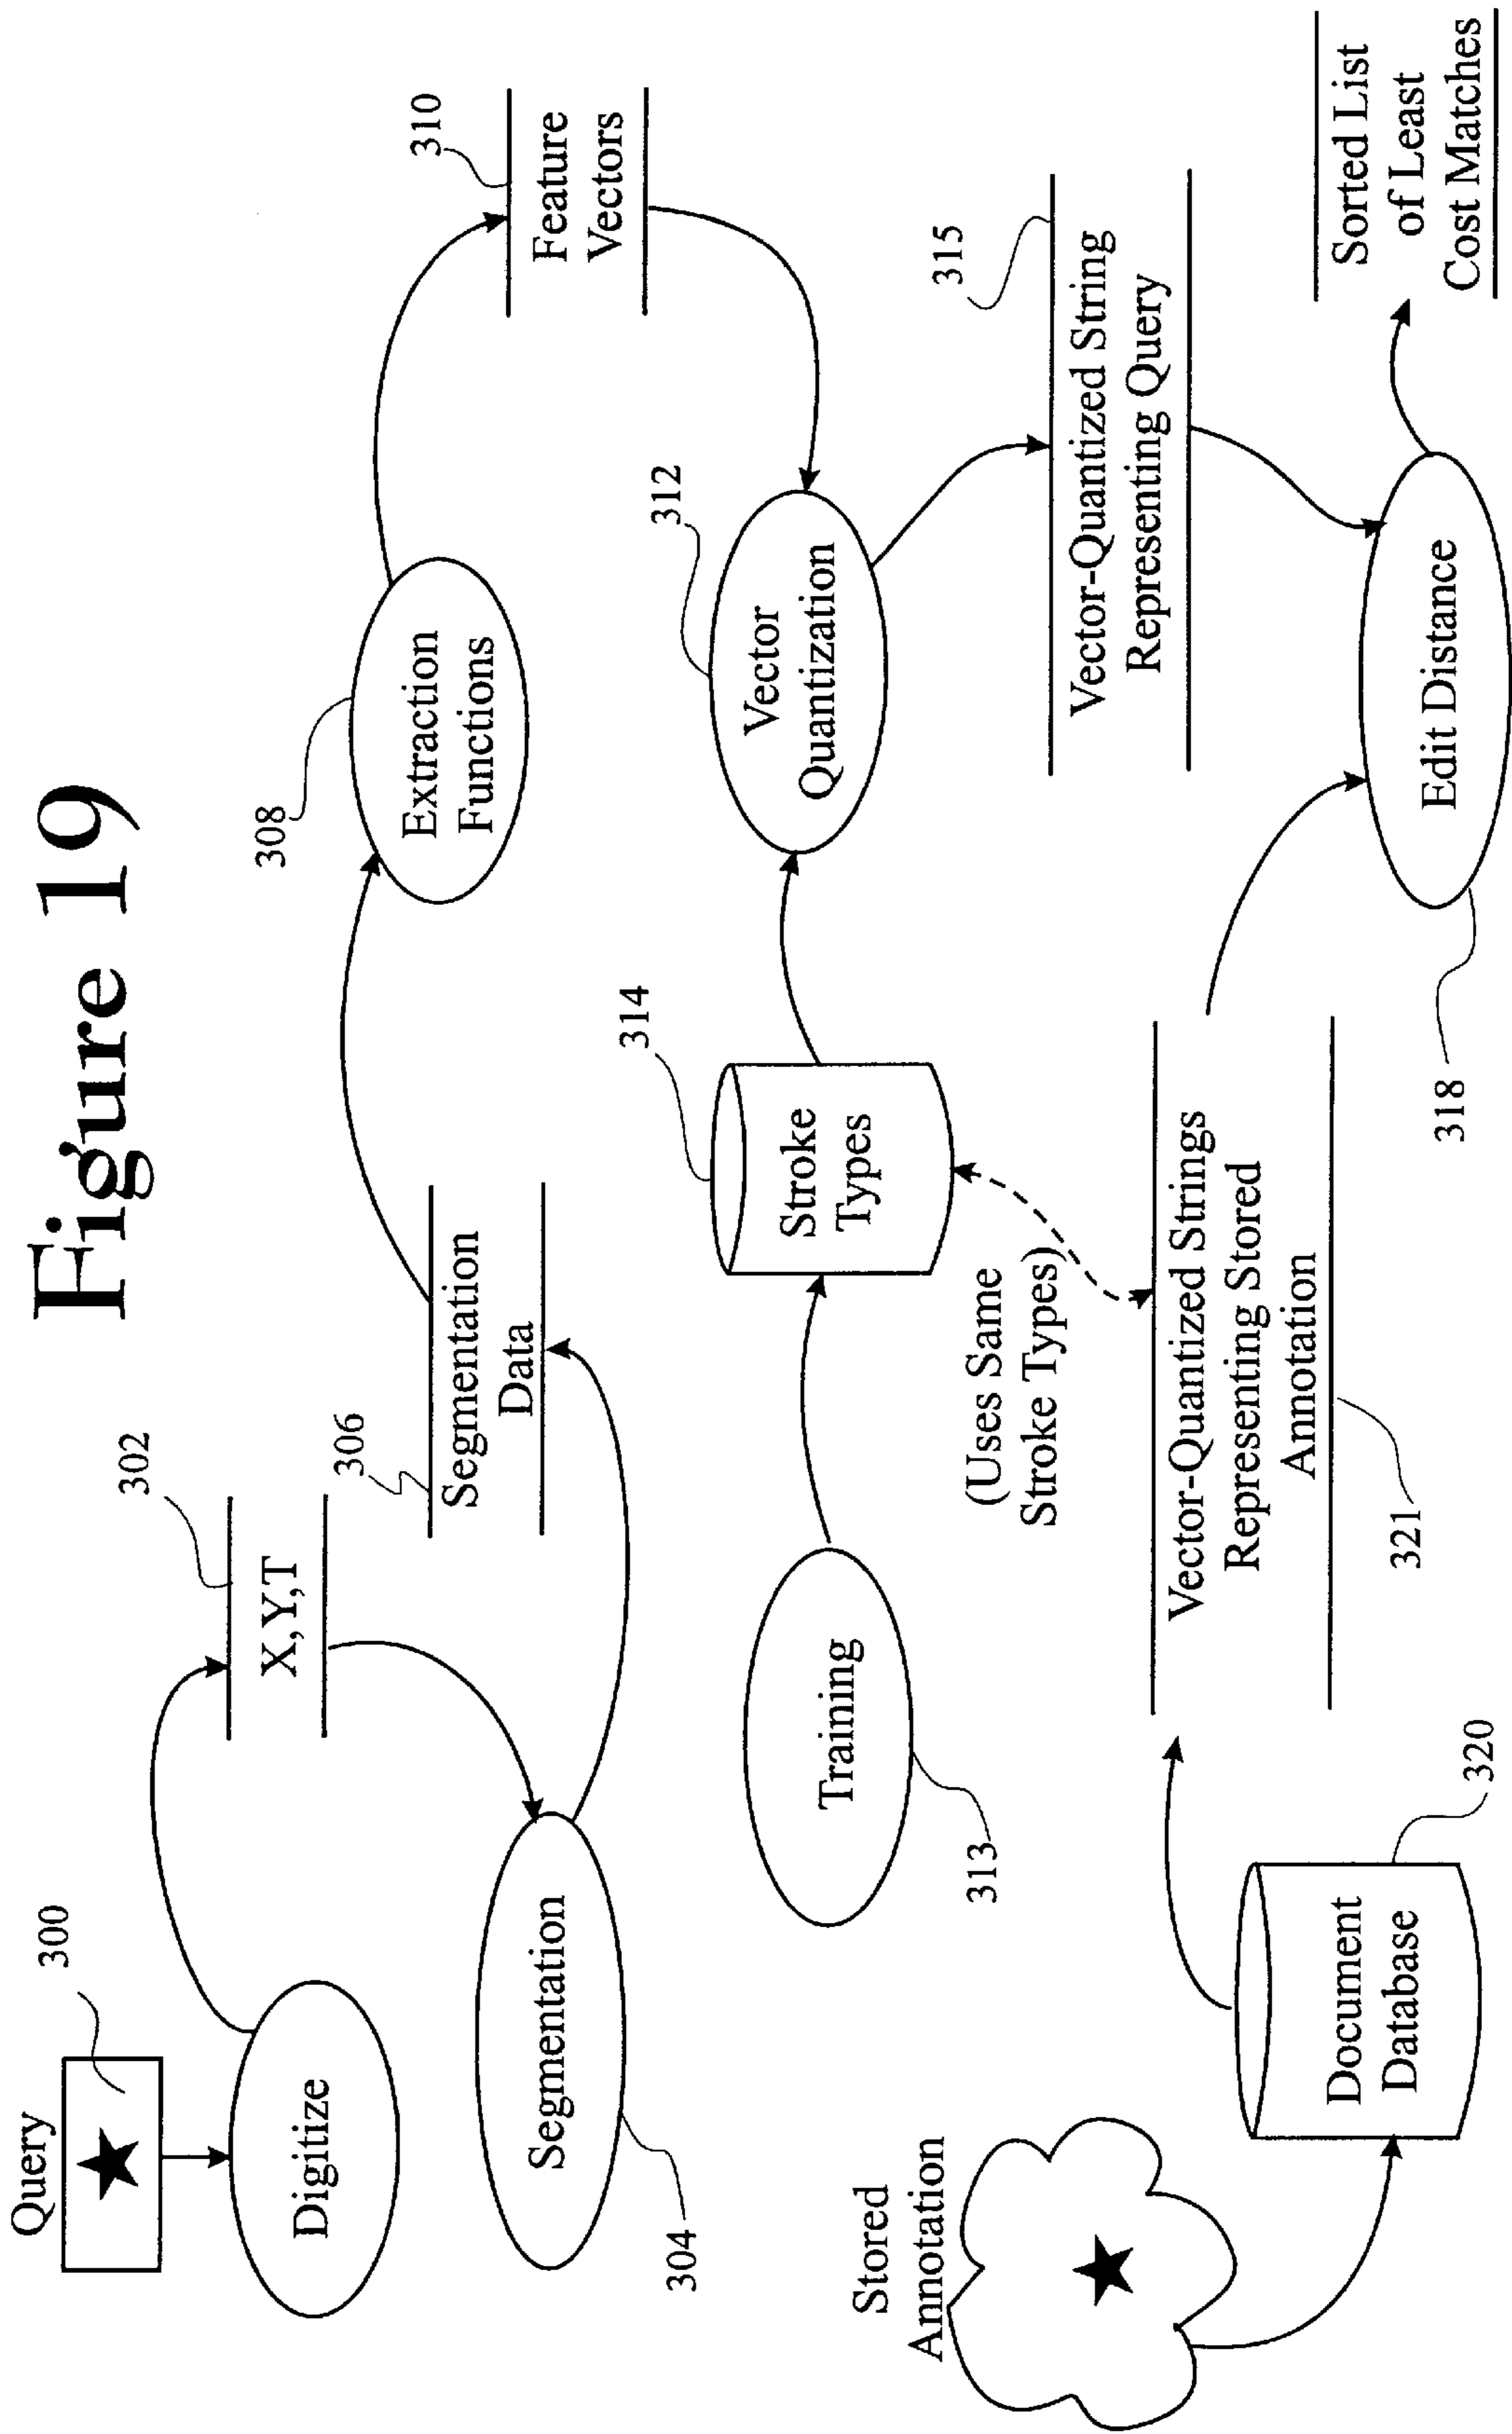 Figure 19
Query
300
Digitize
302
X,Y,T
Segmentation
304
306
Segmentation
Data
308
Extraction
Functions
310
Feature
Vectors
312
Vector
Quantization
314
Stroke
Types
Training
313
315
Vector-Quantized String
Representing Query
(Uses Same
Stroke Types)
Stored
Annotation
Document
Database
320
Vector-Quantized Strings
Representing Stored
Annotation
321
Edit Distance
318
Sorted List
of Least
Cost Matches